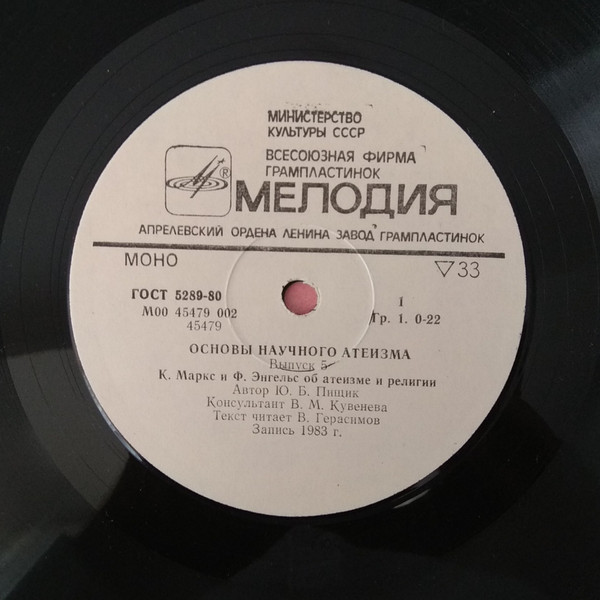 МИНИСТЕРСТВО
КУЛЬТУРЫ СССР
ВСЕСОЮЗНАЯ ФИРМА
ГРАМПЛАСТИНОК
®
МЕЛОДИЯ
АПРЕЛЕВСКИЙ ОРДЕНА ЛЕНИНА ЗАВОД ГРАМПЛАСТИНОК
МОНО
▽33
ГОСТ 5289-80
1
М00 45479 002
Гр. 1. 0-22
45479
ОСНОВЫ НАУЧНОГО АТЕИЗМА
Выпуск 5
К. Маркс и Ф. Энгельс об атеизме и религии
Автор Ю. Б. Пищик
Консультант В. М. Кувенева
Текст читает В. Герасимов
Запись 1983 г.